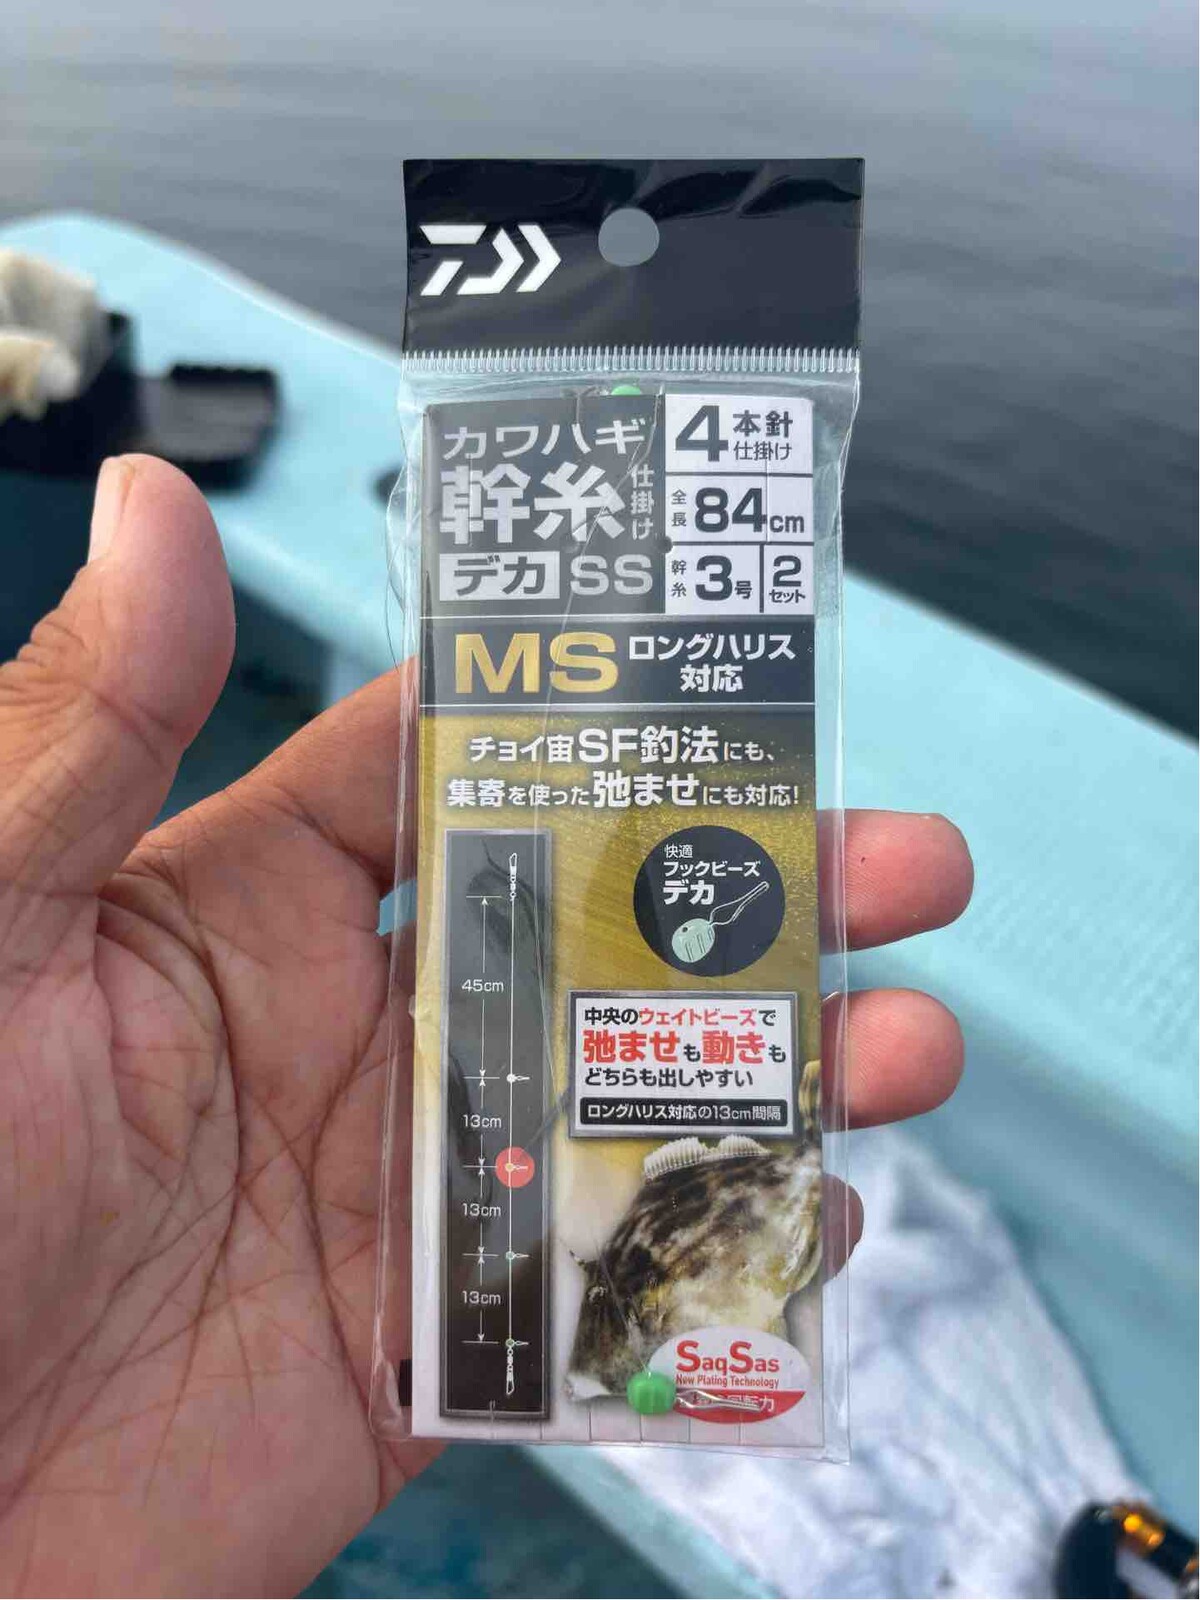 カワハギ
幹糸仕掛け
デカ SS
4本針仕掛け
全長 84cm
幹糸 3号 2セット
MS ロングハリス対応
チョイ宙SF釣法にも、
集寄を使った弛ませにも対応!
快適
フックビーズ
デカ
45cm
13cm
13cm
13cm
中央のウェイトビーズで
弛ませも動きも
どちらも出しやすい
ロングハリス対応の13cm間隔
SaqSas
New Plating Technology